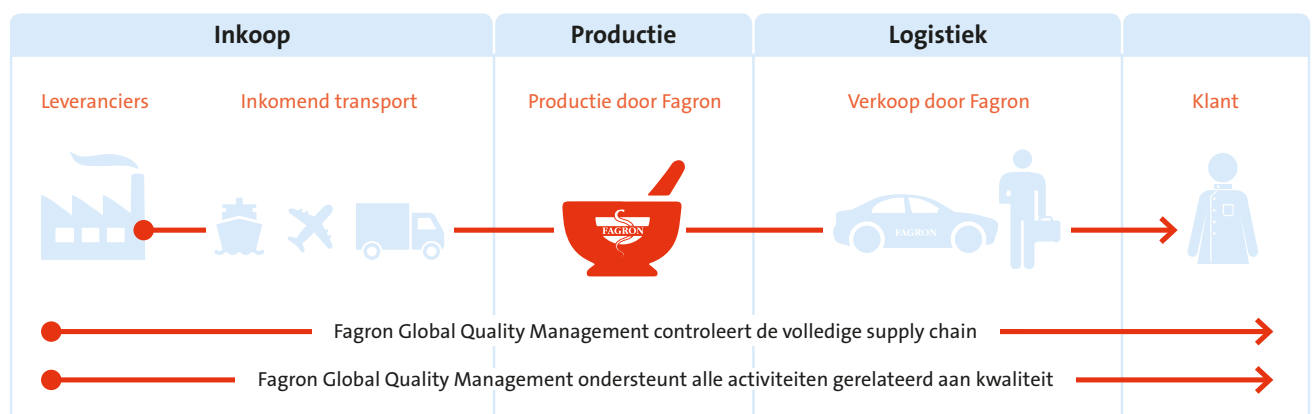 Inkoop
Productie
Logistiek
Leveranciers
Inkomend transport
Productie door Fagron
Verkoop door Fagron
Klant
FAGRON
FAGRON
Fagron Global Quality Management controleert de volledige supply chain
Fagron Global Quality Management ondersteunt alle activiteiten gerelateerd aan kwaliteit